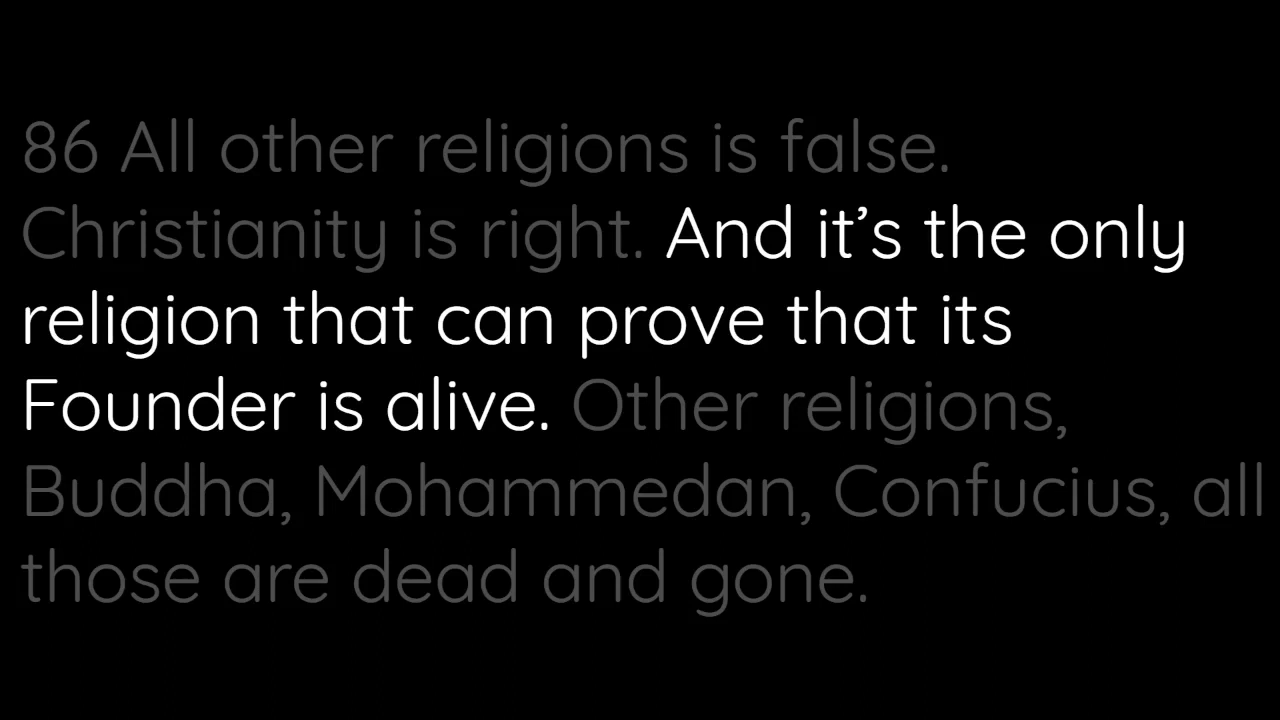 86 All other religions is false.
Christianity is right. And it’s the only
religion that can prove that its
Founder is alive. Other religions,
Buddha, Mohammedan, Confucius, all
those are dead and gone.